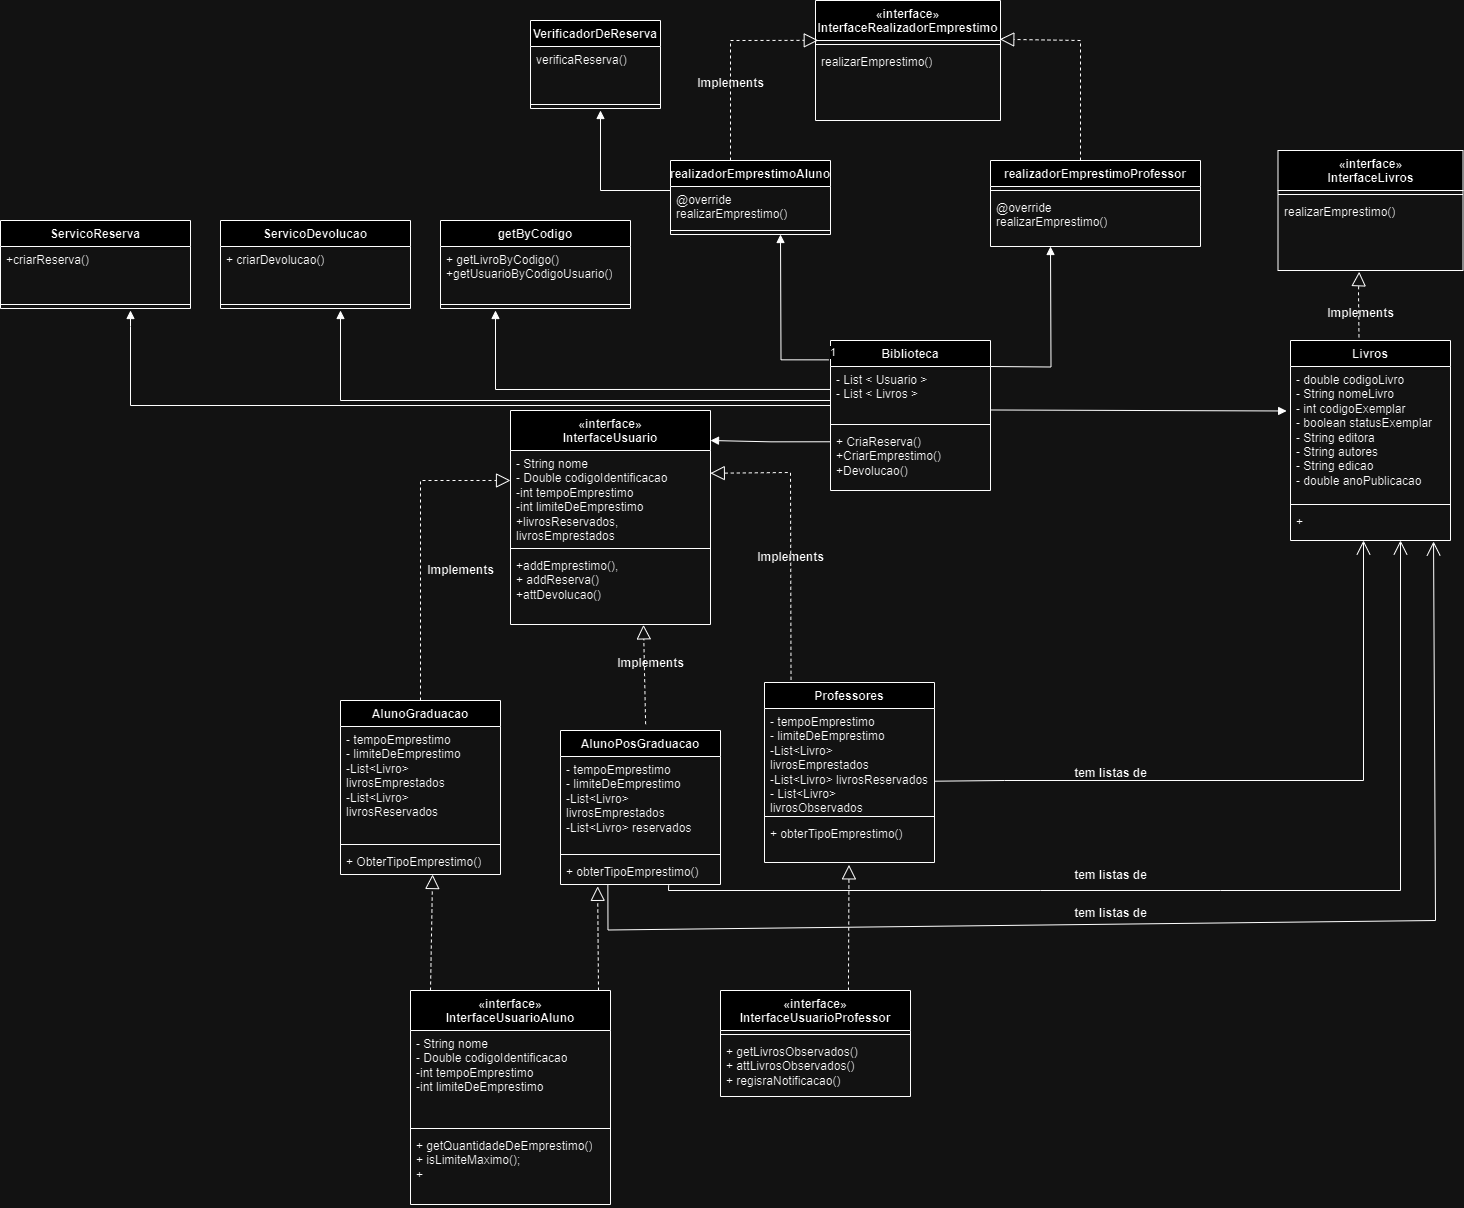 «interface»
InterfaceRealizadorEmprestimo
realizarEmprestimo()
VerificadorDeReserva
verificaReserva()
Implements
realizadorEmprestimoAluno
@override
realizarEmprestimo()
realizadorEmprestimoProfessor
@override
realizarEmprestimo()
«interface»
InterfaceLivros
realizarEmprestimo()
Implements
ServicoReserva
+criarReserva()
ServicoDevolucao
+ criarDevolucao()
getByCodigo
+ getLivroByCodigo()
+getUsuarioByCodigoUsuario()
1
Biblioteca
- List < Usuario >
- List < Livros >
+ CriaReserva()
+CriarEmprestimo()
+Devolucao()
Livros
- double codigoLivro
- String nomeLivro
- int codigoExemplar
- boolean statusExemplar
- String editora
- String autores
- String edicao
- double anoPublicacao
+
«interface»
InterfaceUsuario
- String nome
- Double codigoIdentificacao
-int tempoEmprestimo
-int limiteDeEmprestimo
+livrosReservados,
livrosEmprestados
+addEmprestimo(),
+ addReserva()
+attDevolucao()
Implements
Implements
Implements
AlunoGraduacao
- tempoEmprestimo
- limiteDeEmprestimo
-List<Livro>
livrosEmprestados
-List<Livro>
livrosReservados
+ ObterTipoEmprestimo()
AlunoPosGraduacao
- tempoEmprestimo
- limiteDeEmprestimo
-List<Livro>
livrosEmprestados
-List<Livro> reservados
+ obterTipoEmprestimo()
Professores
- tempoEmprestimo
- limiteDeEmprestimo
-List<Livro>
livrosEmprestados
-List<Livro> livrosReservados
- List<Livro>
livrosObservados
+ obterTipoEmprestimo()
tem listas de
tem listas de
tem listas de
«interface»
InterfaceUsuarioAluno
- String nome
- Double codigoIdentificacao
-int tempoEmprestimo
-int limiteDeEmprestimo
+ getQuantidadeDeEmprestimo()
+ isLimiteMaximo();
+
«interface»
InterfaceUsuarioProfessor
+ getLivrosObservados()
+ attLivrosObservados()
+ regisraNotificacao()